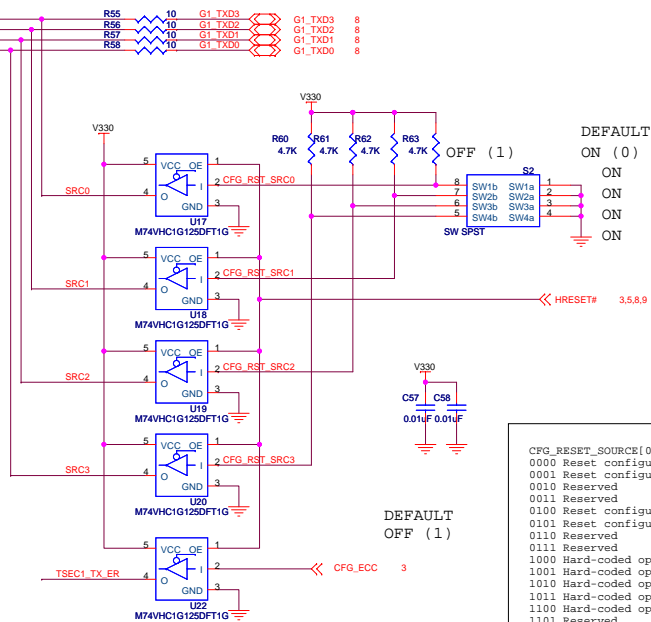 R55 10 G1_TXD3 G1_TXD3 8
R56 10 G1_TXD2 G1_TXD2 8
R57 10 G1_TXD1 G1_TXD1 8
R58 10 G1_TXD0 G1_TXD0 8
V330
V330
R60 R61 R62 R63
4.7K 4.7K 4.7K 4.7K
DEFAULT
OFF (1) ON (0)
S2
8 SW1b SW1a 1 ON
7 SW2b SW2a 2 ON
6 SW3b SW3a 3 ON
5 SW4b SW4a 4 ON
SW SPST
5 VCC OE 1
SRC0 4 O I 2 CFG_RST_SRC0
GND 3
U17
M74VHC1G125DFT1G
5 VCC OE 1
SRC1 4 O I 2 CFG_RST_SRC1
GND 3
U18
M74VHC1G125DFT1G
HRESET# 3,5,8,9
5 VCC OE 1
SRC2 4 O I 2 CFG_RST_SRC2
GND 3
U19
M74VHC1G125DFT1G
V330
C57 C58
0.01uF 0.01uF
5 VCC OE 1
SRC3 4 O I 2 CFG_RST_SRC3
GND 3
U20
M74VHC1G125DFT1G
DEFAULT
OFF (1)
5 VCC OE 1
TSEC1_TX_ER 4 O I 2 CFG_ECC 3
GND 3
U22
M74VHC1G125DFT1G
CFG_RESET_SOURCE[0
0000 Reset configu
0001 Reset configu
0010 Reserved
0011 Reserved
0100 Reset configu
0101 Reset configu
0110 Reserved
0111 Reserved
1000 Hard-coded op
1001 Hard-coded op
1010 Hard-coded op
1011 Hard-coded op
1100 Hard-coded op
1101 Reserved